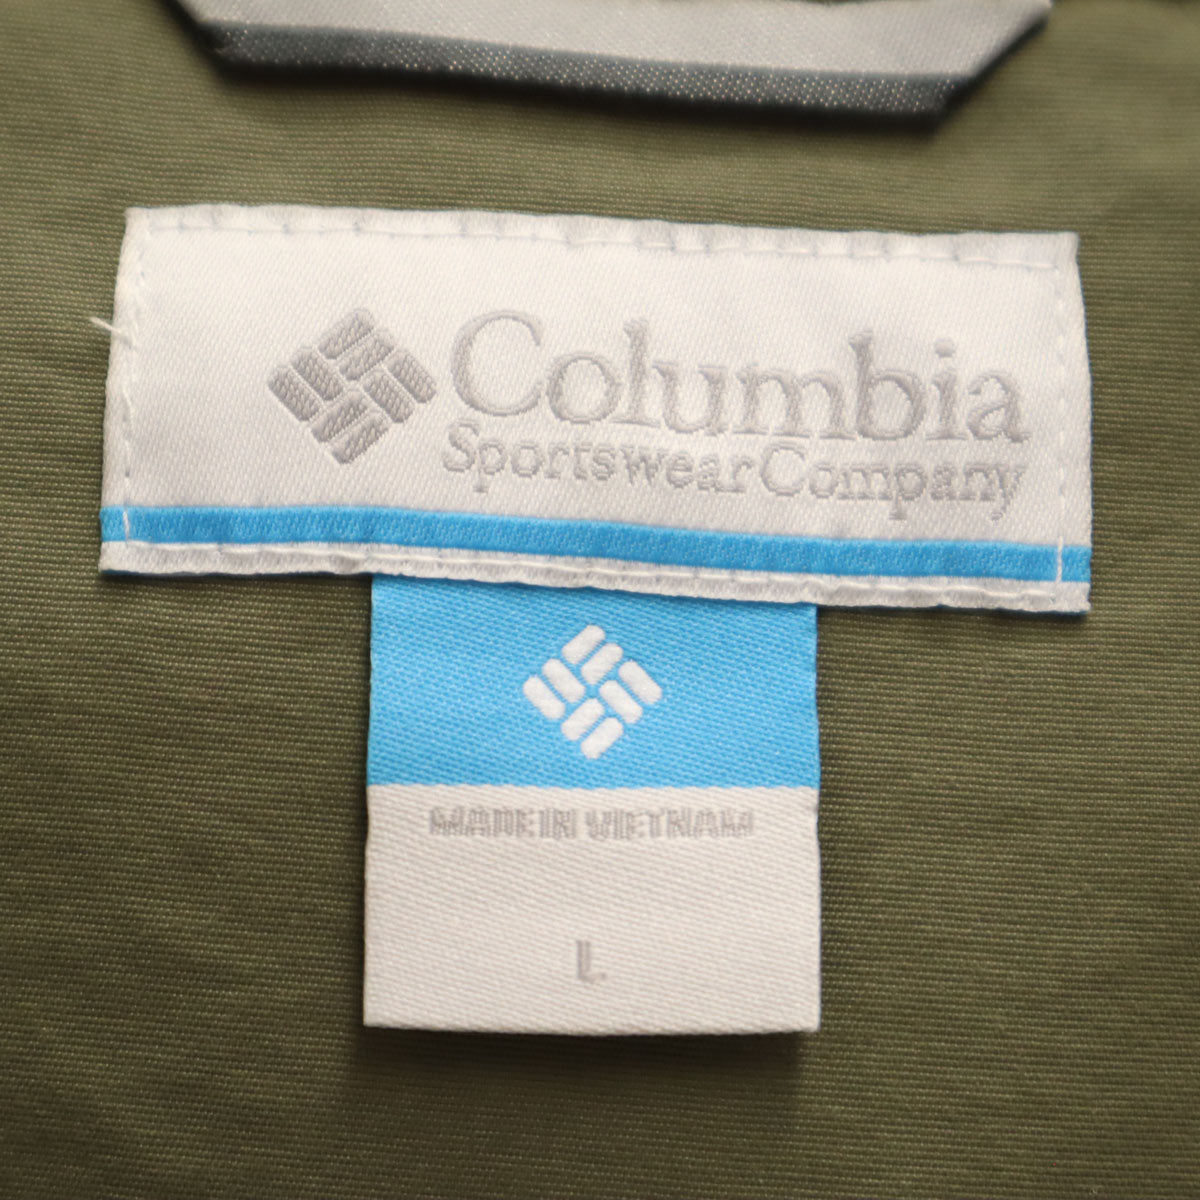 Columbia
Sportswear Company
MADE IN VIETNAM
L